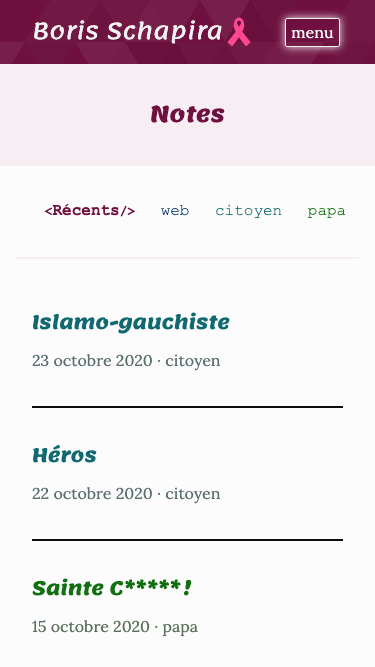 Boris Schapira
menu
Notes
<Récents/> web citoyen papa
Islamo-gauchiste
23 octobre 2020 · citoyen
Héros
22 octobre 2020 · citoyen
Sainte C***** !
15 octobre 2020 · papa